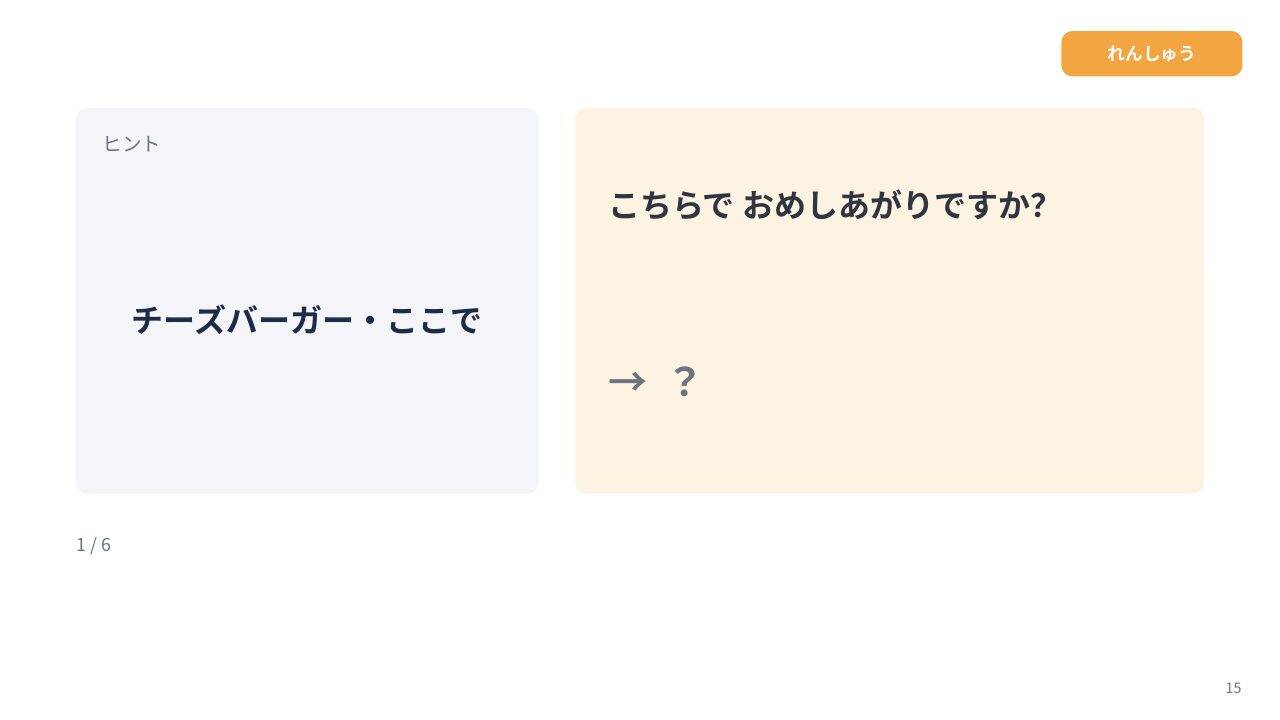 れんしゅう
ヒント
チーズバーガー・ここで
こちらで おめしあがりですか?
→ ？
1 / 6
15